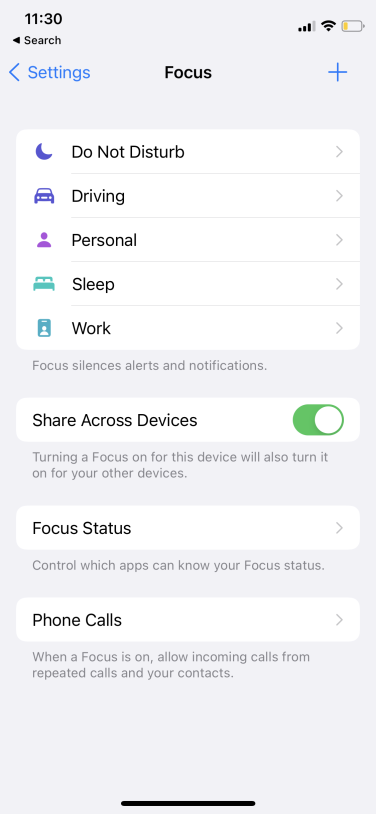 11:30
◀ Search
Settings
Focus
Do Not Disturb
Driving
Personal
Sleep
Work
Focus silences alerts and notifications.
Share Across Devices
Turning a Focus on for this device will also turn it
on for your other devices.
Focus Status
Control which apps can know your Focus status.
Phone Calls
When a Focus is on, allow incoming calls from
repeated calls and your contacts.